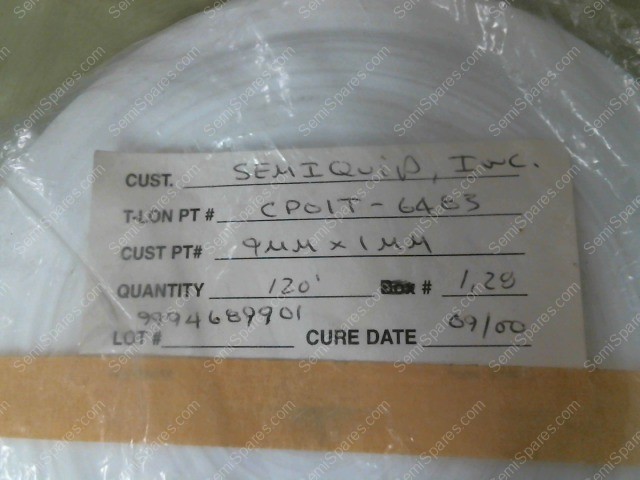 CUST. SEMIQUIP, INC.
T-LON PT # CP01T-6483
CUST PT# 9MM x 1MM
QUANTITY 120' # 1,28
9994689901
LOT # CURE DATE 09/00
SemiSpares.com